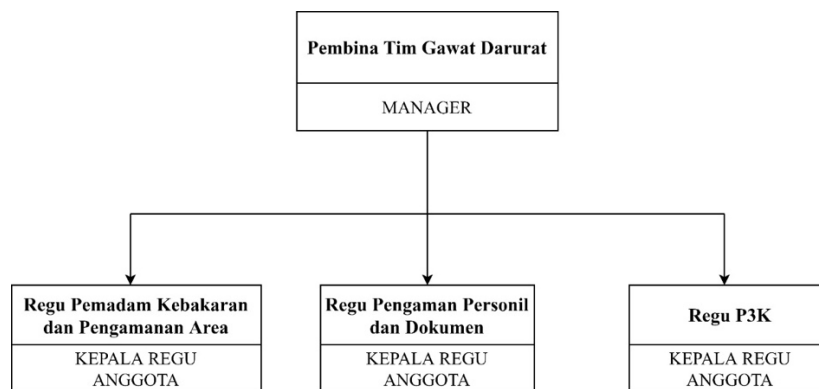 Pembina Tim Gawat Darurat
MANAGER
Regu Pemadam Kebakaran
dan Pengamanan Area
KEPALA REGU
ANGGOTA
Regu Pengaman Personil
dan Dokumen
KEPALA REGU
ANGGOTA
Regu P3K
KEPALA REGU
ANGGOTA